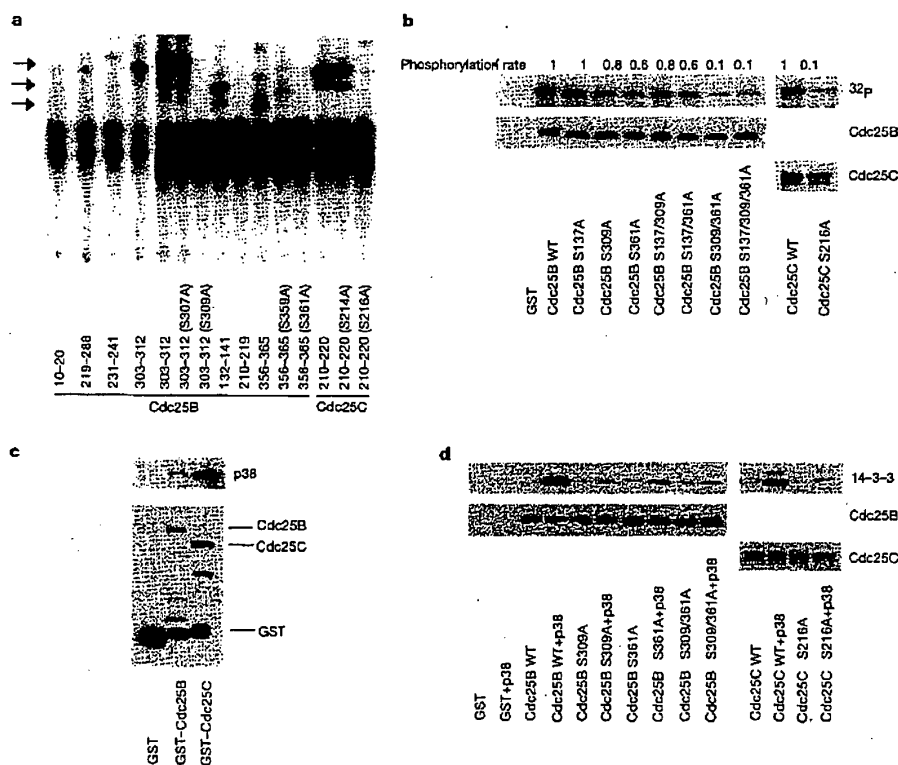 a
10–20
219–288
231–241
303–312
303–312
303–312 (S307A)
303–312 (S309A)
132–141
210–219
356–365
356–365 (S359A)
356–365 (S361A)
210–220
210–220 (S214A)
210–220 (S216A)
Cdc25B
Cdc25C
b
Phosphorylation rate 1 1 0.8 0.6 0.8 0.6 0.1 0.1 1 0.1
32P
Cdc25B
Cdc25C
GST
Cdc25B WT
Cdc25B S137A
Cdc25B S309A
Cdc25B S361A
Cdc25B S137/309A
Cdc25B S137/361A
Cdc25B S309/361A
Cdc25B S137/309/361A
Cdc25C WT
Cdc25C S216A
c
p38
Cdc25B
Cdc25C
GST
GST
GST–Cdc25B
GST–Cdc25C
d
14–3–3
Cdc25B
Cdc25C
GST
GST+p38
Cdc25B WT
Cdc25B WT+p38
Cdc25B S309A
Cdc25B S309A+p38
Cdc25B S361A
Cdc25B S361A+p38
Cdc25B S309/361A
Cdc25B S309/361A+p38
Cdc25C WT
Cdc25C WT+p38
Cdc25C S216A
Cdc25C S216A+p38